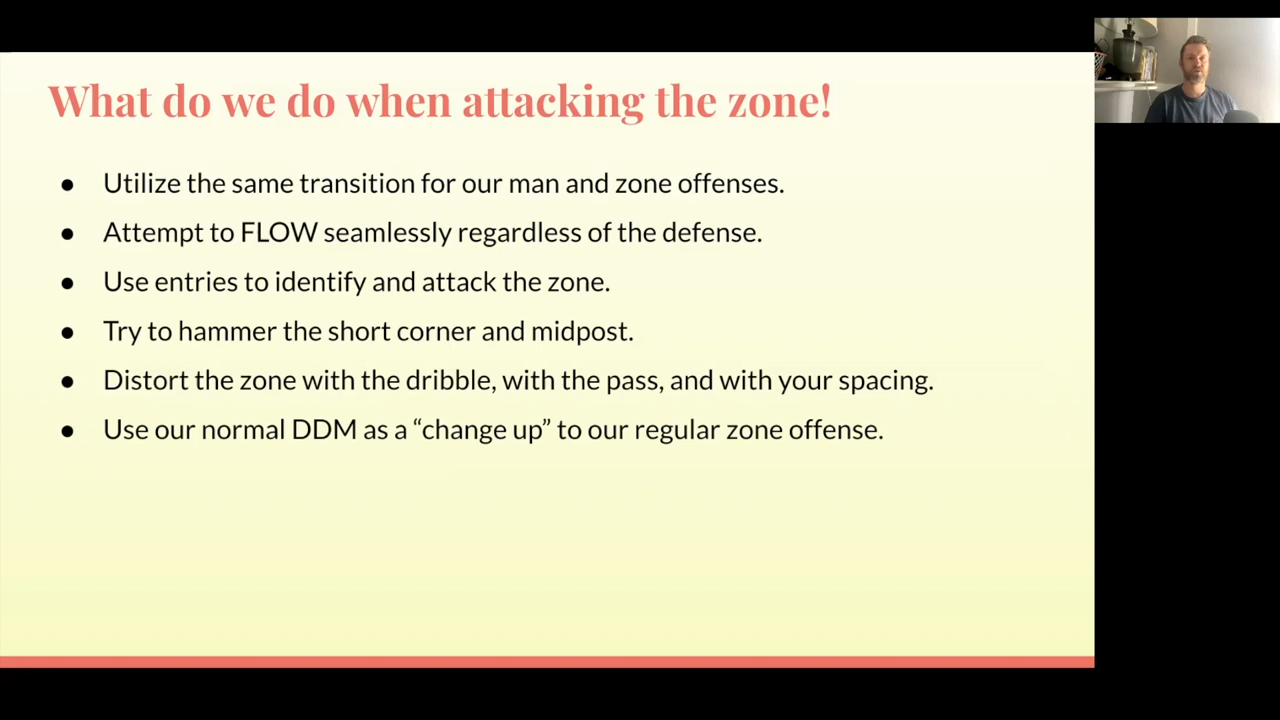 What do we do when attacking the zone!
● Utilize the same transition for our man and zone offenses.
● Attempt to FLOW seamlessly regardless of the defense.
● Use entries to identify and attack the zone.
● Try to hammer the short corner and midpost.
● Distort the zone with the dribble, with the pass, and with your spacing.
● Use our normal DDM as a “change up” to our regular zone offense.